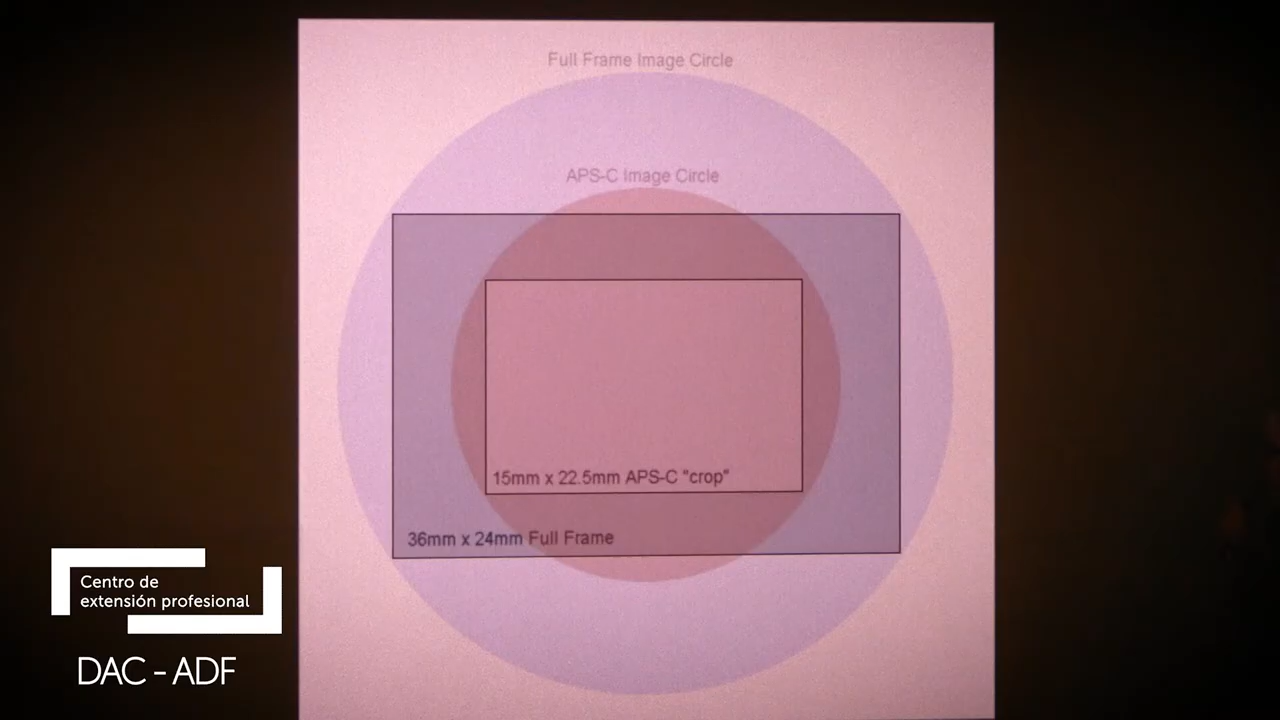 Full Frame Image Circle
APS-C Image Circle
15mm x 22.5mm APS-C "crop"
36mm x 24mm Full Frame
Centro de
extensión profesional
DAC - ADF